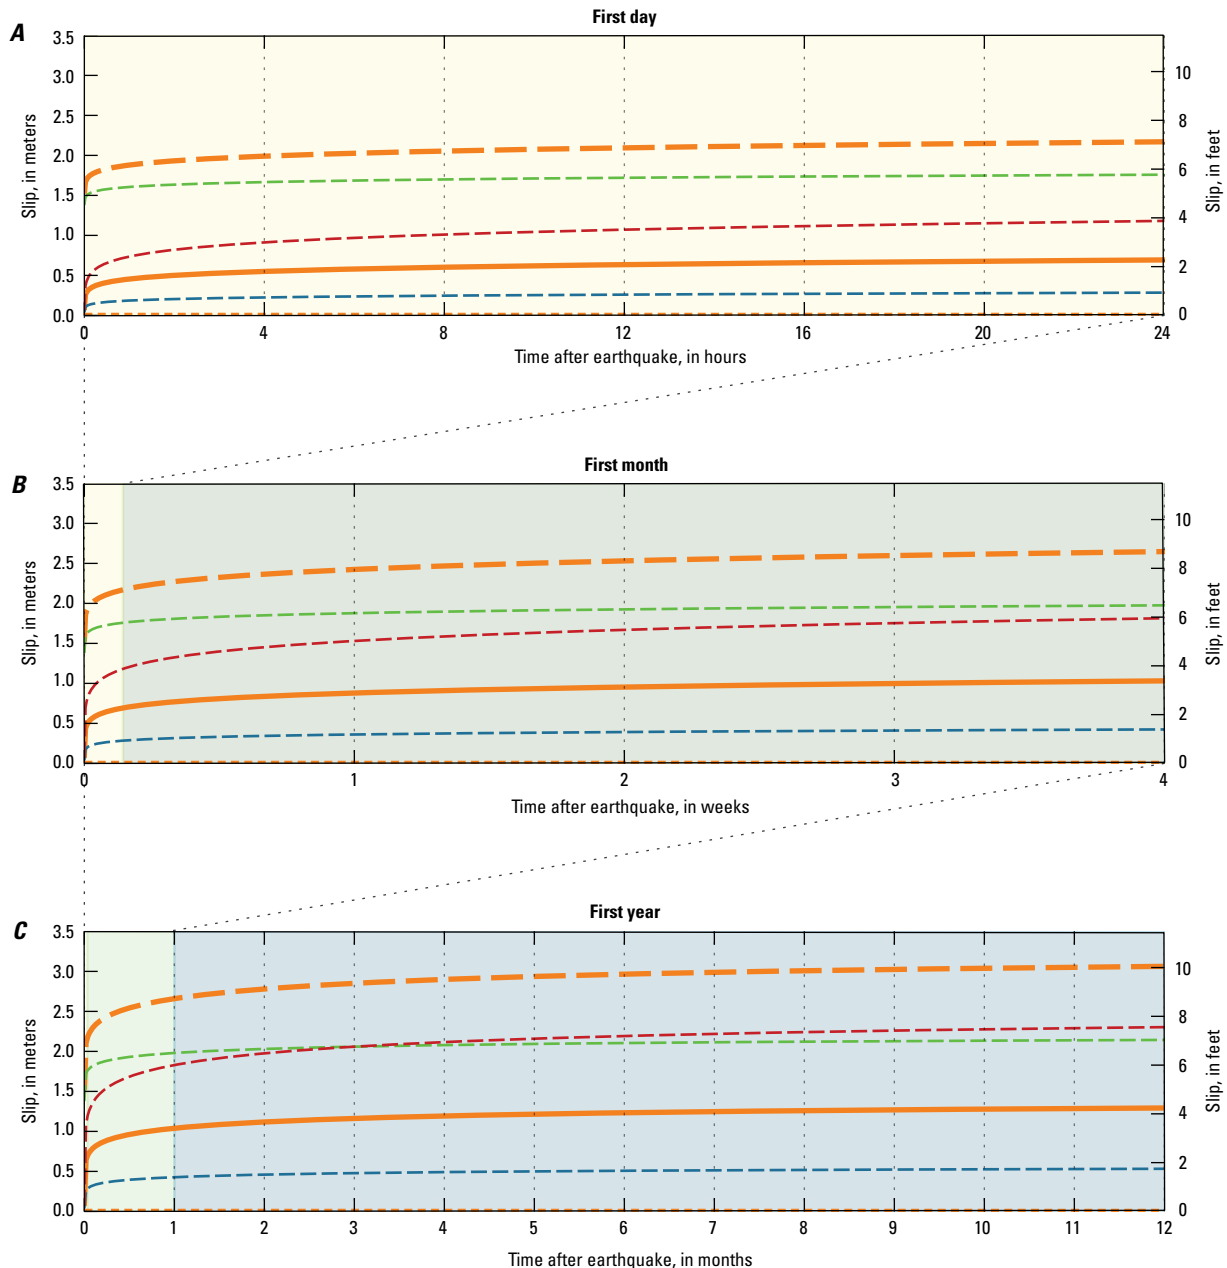 First day
A
3.5
3.0
2.5
2.0
1.5
1.0
0.5
0.0
Slip, in meters
10
8
6
4
2
0
Slip, in feet
0 4 8 12 16 20 24
Time after earthquake, in hours
First month
B
3.5
3.0
2.5
2.0
1.5
1.0
0.5
0.0
Slip, in meters
10
8
6
4
2
0
Slip, in feet
0 1 2 3 4
Time after earthquake, in weeks
First year
C
3.5
3.0
2.5
2.0
1.5
1.0
0.5
0.0
Slip, in meters
10
8
6
4
2
0
Slip, in feet
0 1 2 3 4 5 6 7 8 9 10 11 12
Time after earthquake, in months